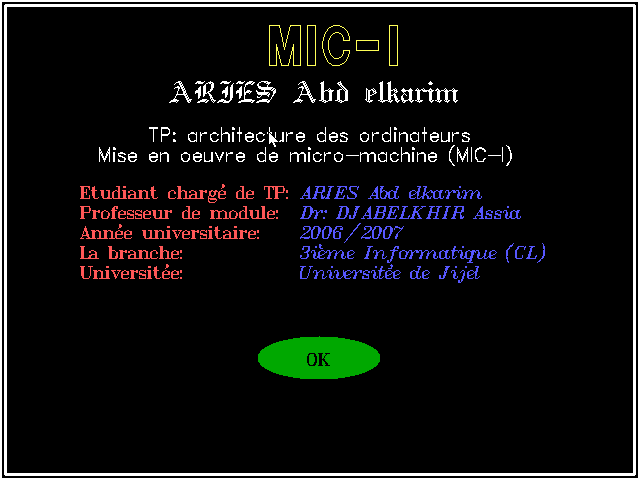 MIC-I
ARIES Abd elkarim
TP: architecture des ordinateurs
Mise en oeuvre de micro-machine (MIC-I)
Etudiant chargé de TP: ARIES Abd elkarim
Professeur de module: Dr: DJABELKHIR Assia
Année universitaire: 2006/2007
La branche: 3ième Informatique (CL)
Universitée: Universitée de Jijel
OK